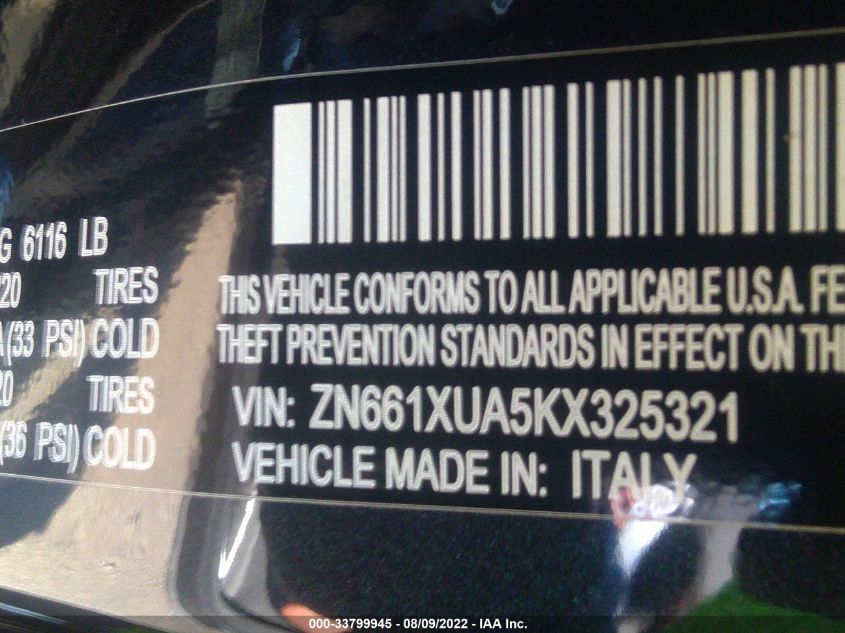 G 6116 LB
20 TIRES
(33 PSI) COLD
20 TIRES
(36 PSI) COLD
THIS VEHICLE CONFORMS TO ALL APPLICABLE U.S.A. FE
THEFT PREVENTION STANDARDS IN EFFECT ON TH
VIN: ZN661XUA5KX325321
VEHICLE MADE IN: ITALY
000-33799945 - 08/09/2022 - IAA Inc.